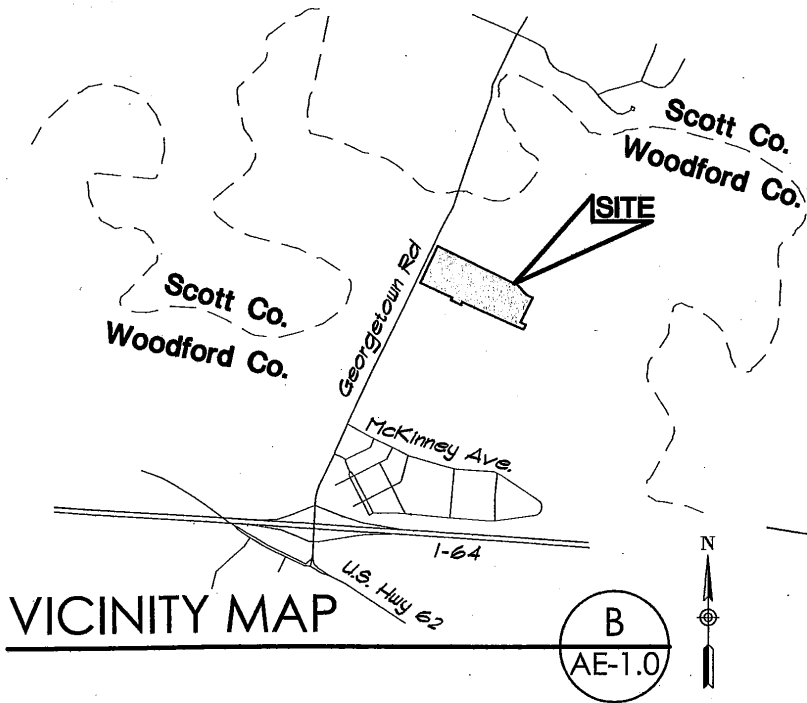 Scott Co.
Woodford Co.
SITE
Georgetown Rd
Scott Co.
Woodford Co.
McKinney Ave.
I-64
U.S. Hwy 62
N
VICINITY MAP
B
AE-1.0